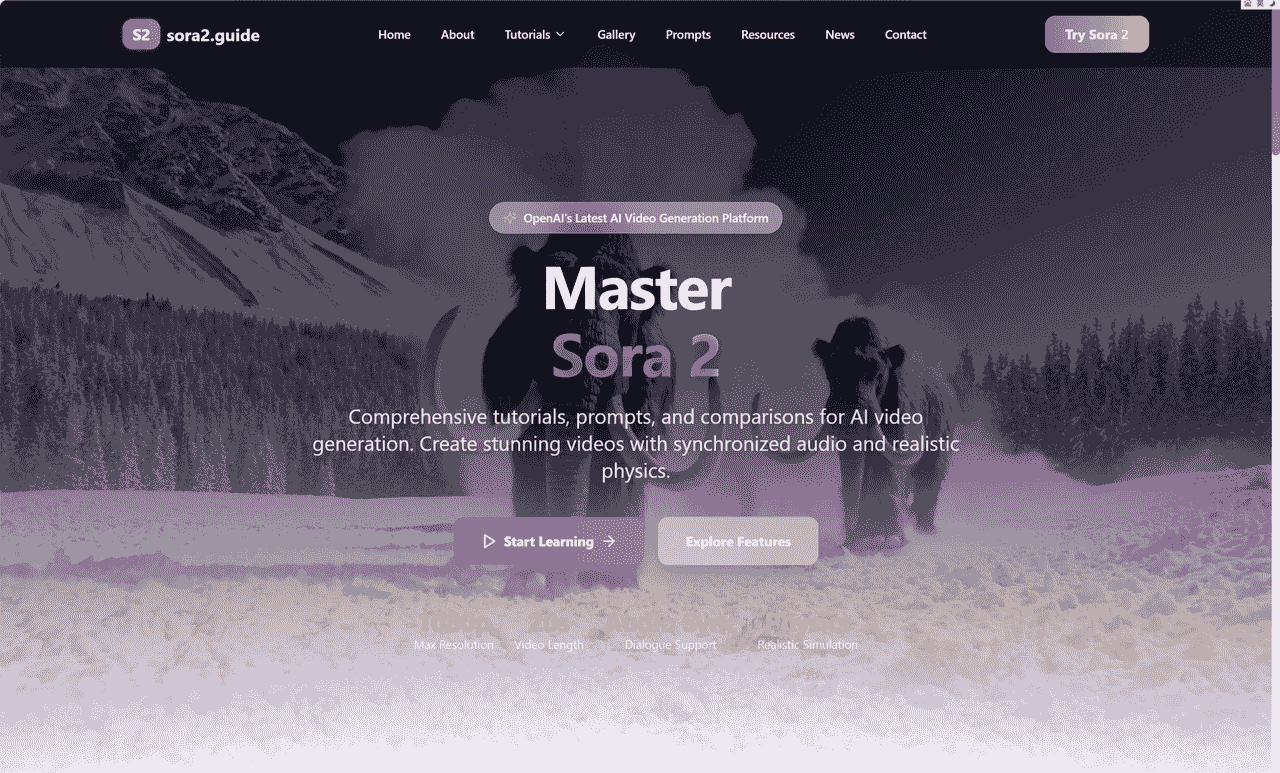 S2 sora2.guide Home About Tutorials Gallery Prompts Resources News Contact Try Sora 2
OpenAI's Latest AI Video Generation Platform
Master
Sora 2
Comprehensive tutorials, prompts, and comparisons for AI video
generation. Create stunning videos with synchronized audio and realistic
physics.
Start Learning Explore Features
Max Resolution Video Length Dialogue Support Realistic Simulation